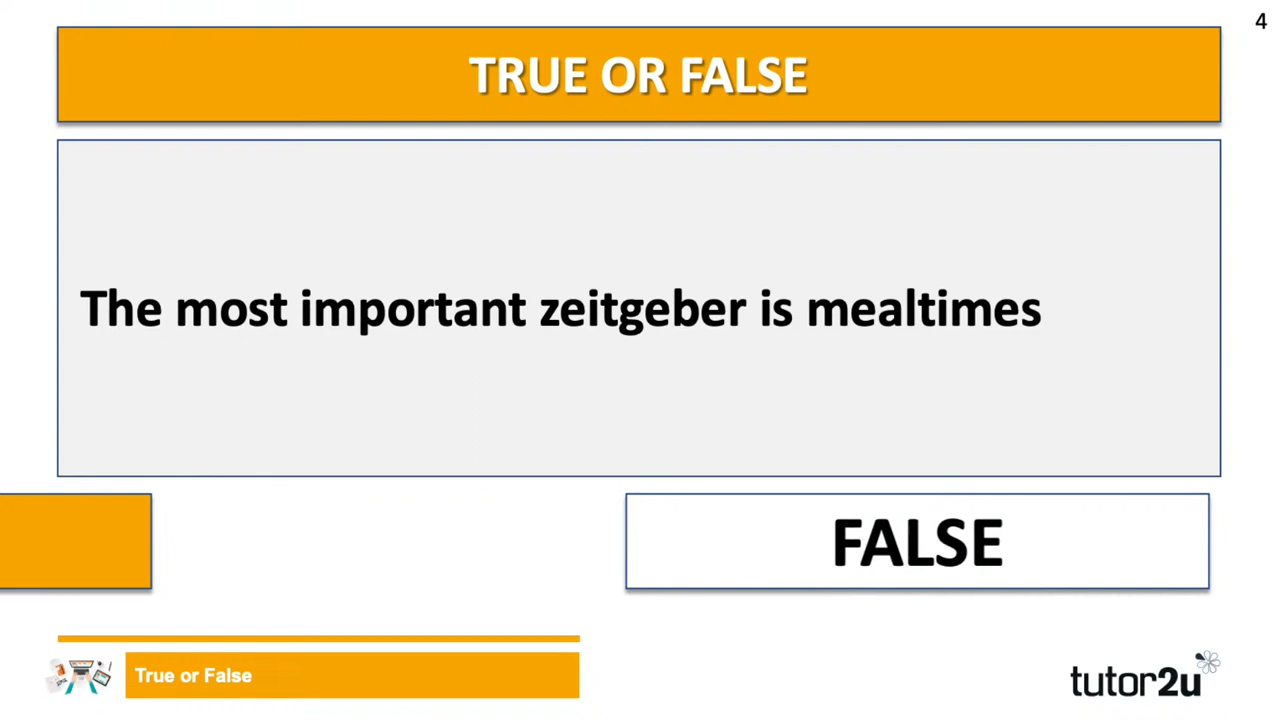 4
TRUE OR FALSE
The most important zeitgeber is mealtimes
FALSE
True or False
tutor2u